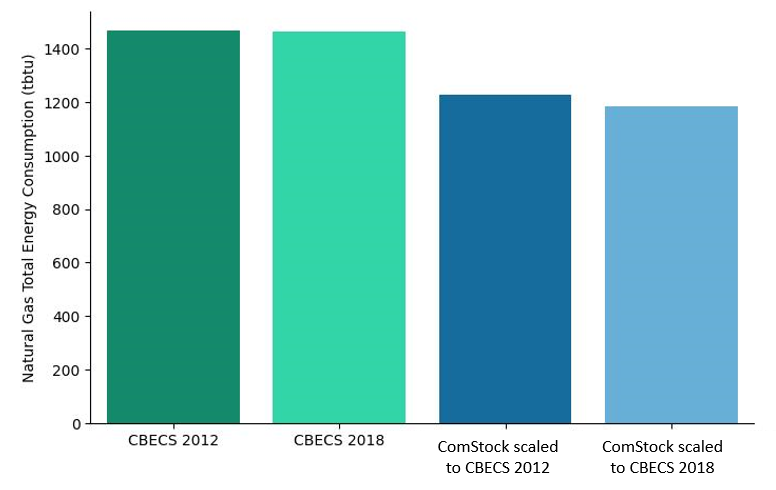 Natural Gas Total Energy Consumption (tbtu)
1400
1200
1000
800
600
400
200
0
CBECS 2012
CBECS 2018
ComStock scaled
to CBECS 2012
ComStock scaled
to CBECS 2018